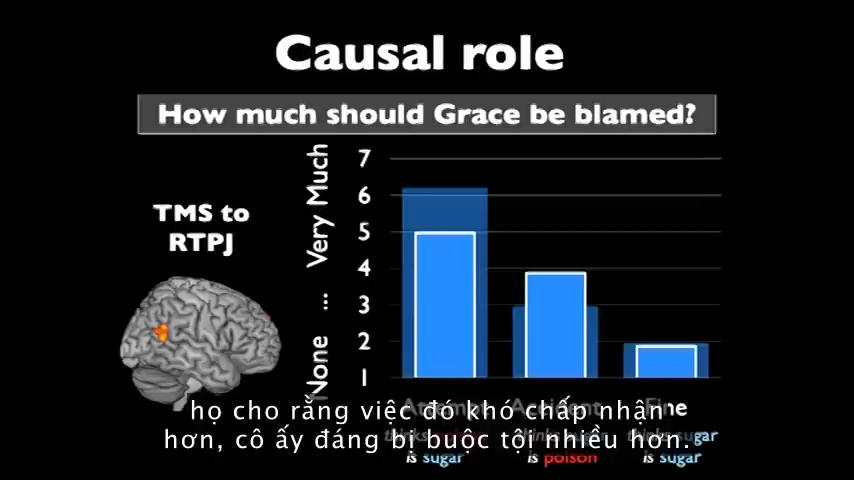 Causal role
How much should Grace be blamed?
TMS to
RTPJ
None ... Very Much
7
6
5
4
3
2
1
Fine
họ cho rằng việc đó khó chấp nhận
hơn, cô ấy đáng bị buộc tội nhiều hơn.
is sugar
is poison
is sugar